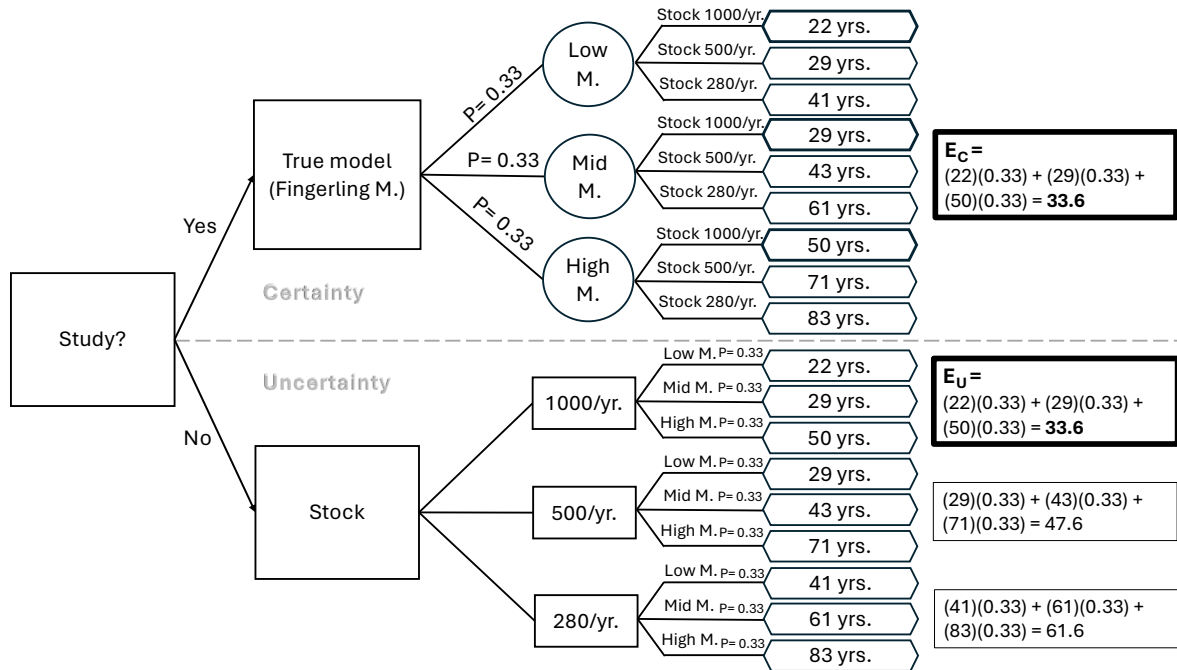 Study?
Yes
No
Certainty
Uncertainty
True model
(Fingerling M.)
P= 0.33
P= 0.33
P= 0.33
Low
M.
Stock 1000/yr.
22 yrs.
Stock 500/yr.
29 yrs.
Stock 280/yr.
41 yrs.
Mid
M.
Stock 1000/yr.
29 yrs.
Stock 500/yr.
43 yrs.
Stock 280/yr.
61 yrs.
High
M.
Stock 1000/yr.
50 yrs.
Stock 500/yr.
71 yrs.
Stock 280/yr.
83 yrs.
E_C =
(22)(0.33) + (29)(0.33) +
(50)(0.33) = 33.6
Stock
1000/yr.
Low M. P= 0.33
22 yrs.
Mid M. P= 0.33
29 yrs.
High M. P= 0.33
50 yrs.
E_U =
(22)(0.33) + (29)(0.33) +
(50)(0.33) = 33.6
500/yr.
Low M. P= 0.33
29 yrs.
Mid M. P= 0.33
43 yrs.
High M. P= 0.33
71 yrs.
(29)(0.33) + (43)(0.33) +
(71)(0.33) = 47.6
280/yr.
Low M. P= 0.33
41 yrs.
Mid M. P= 0.33
61 yrs.
High M. P= 0.33
83 yrs.
(41)(0.33) + (61)(0.33) +
(83)(0.33) = 61.6